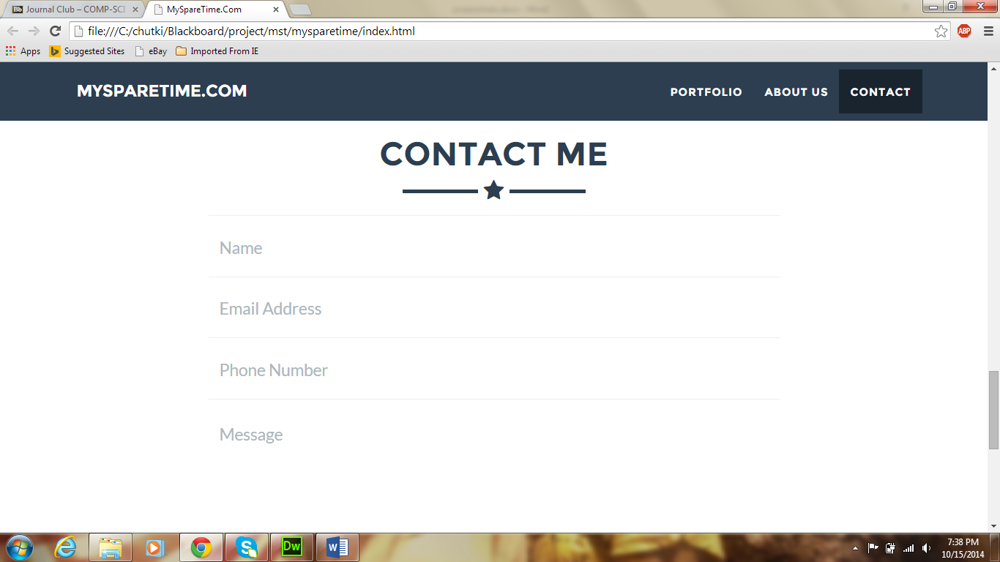 Bb Journal Club – COMP-SCI
MySpareTime.Com
file:///C:/chutki/Blackboard/project/mst/mysparetime/index.html
ABP
Apps
Suggested Sites
eBay
Imported From IE
MYSPARETIME.COM
PORTFOLIO
ABOUT US
CONTACT
CONTACT ME
Name
Email Address
Phone Number
Message
Dw
7:38 PM
10/15/2014